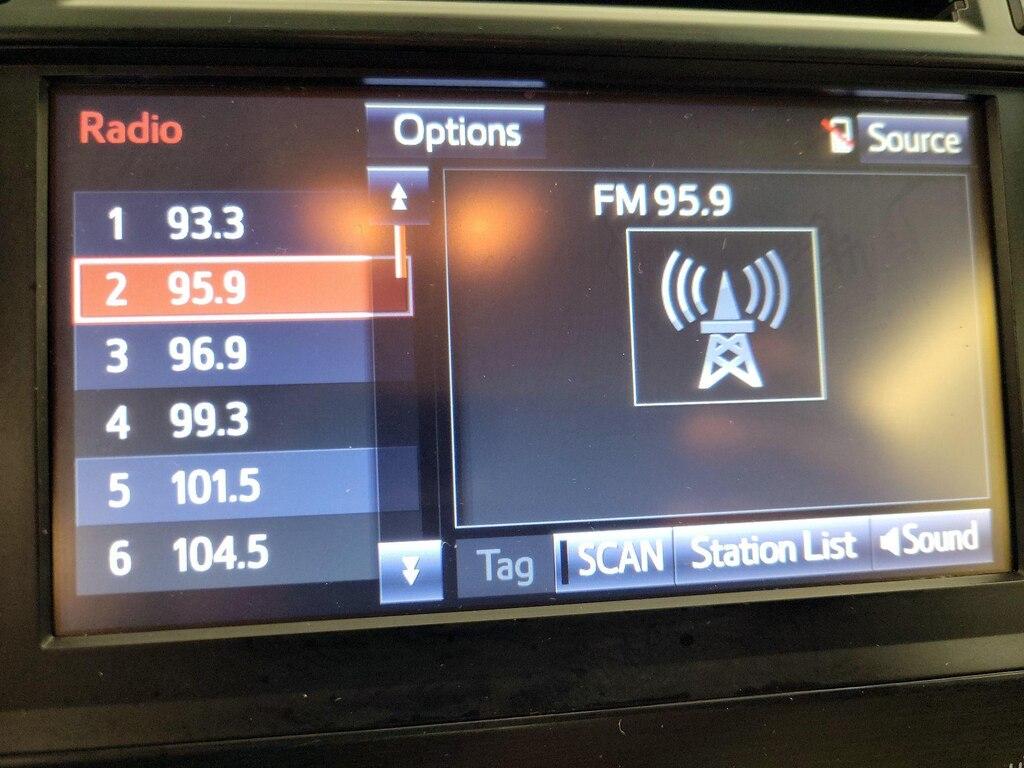 Radio
Options
Source
1 93.3
2 95.9
3 96.9
4 99.3
5 101.5
6 104.5
FM 95.9
Tag
SCAN
Station List
Sound